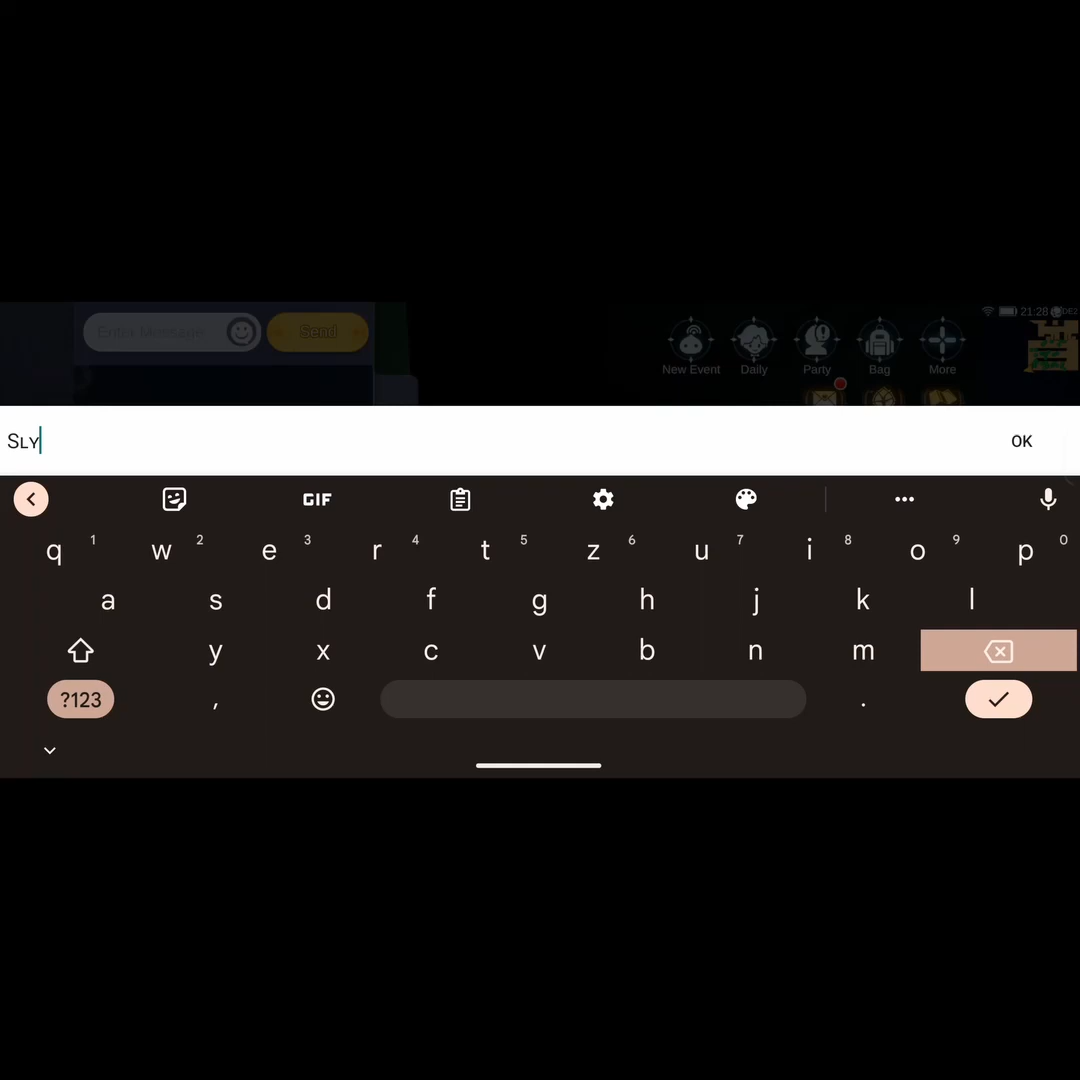 Enter Message
Send
21:28
New Event
Daily
Party
Bag
More
Sly
OK
GIF
q 1 w 2 e 3 r 4 t 5 z 6 u 7 i 8 o 9 p 0
a s d f g h j k l
y x c v b n m
?123 , .